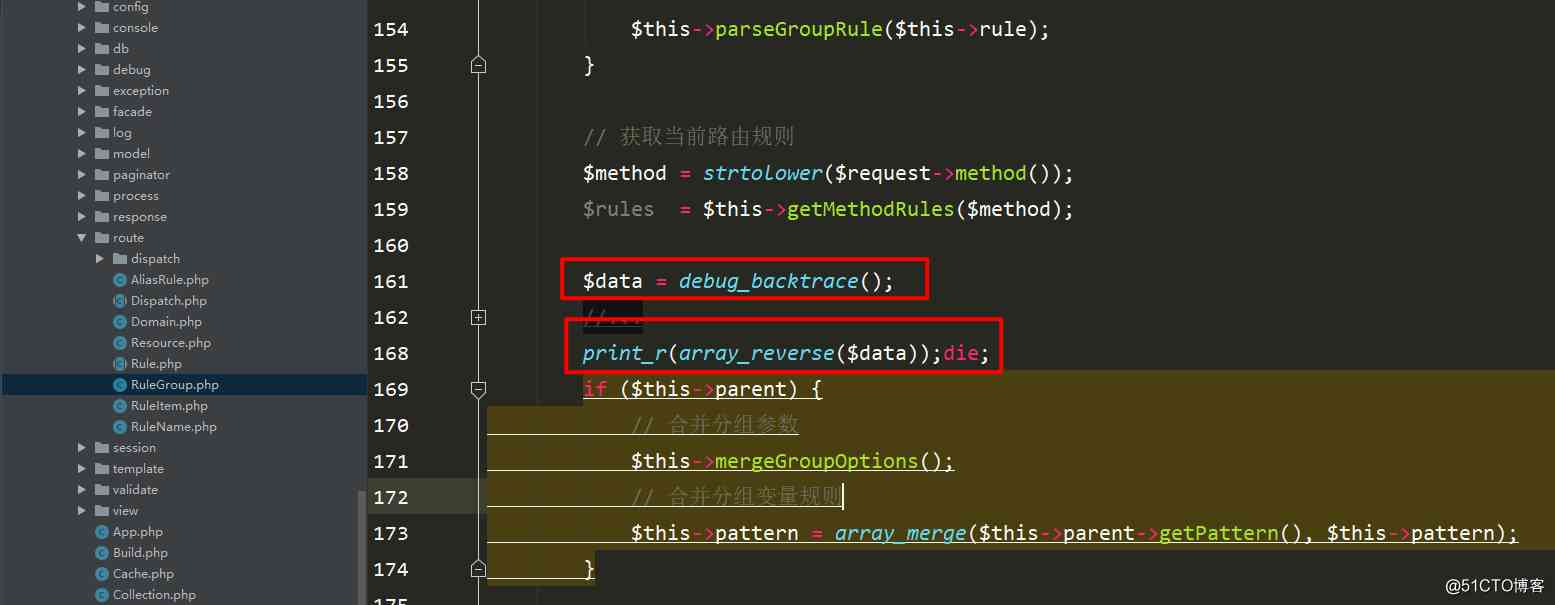 config
console
db
debug
exception
facade
log
model
paginator
process
response
route
dispatch
AliasRule.php
Dispatch.php
Domain.php
Resource.php
Rule.php
RuleGroup.php
RuleItem.php
RuleName.php
session
template
validate
view
App.php
Build.php
Cache.php
Collection.php
154 $this->parseGroupRule($this->rule);
155 }
156
157 // 获取当前路由规则
158 $method = strtolower($request->method());
159 $rules = $this->getMethodRules($method);
160
161 $data = debug_backtrace();
162 //...
168 print_r(array_reverse($data));die;
169 if ($this->parent) {
170 // 合并分组参数
171 $this->mergeGroupOptions();
172 // 合并分组变量规则
173 $this->pattern = array_merge($this->parent->getPattern(), $this->pattern);
174 }
175
@51CTO博客